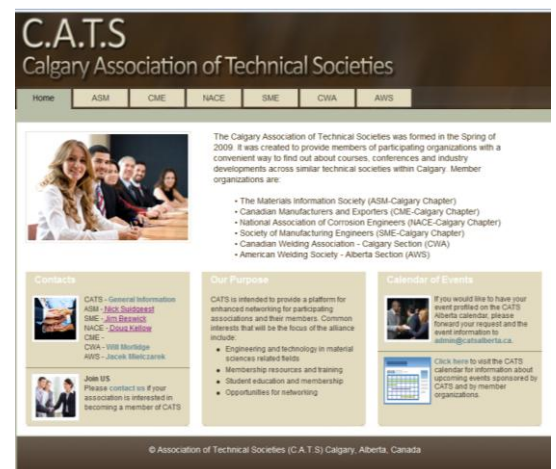 C.A.T.S
Calgary Association of Technical Societies
Home ASM CME NACE SME CWA AWS
The Calgary Association of Technical Societies was formed in the Spring of
2009. It was created to provide members of participating organizations with a
convenient way to find out about courses, conferences and industry
developments across similar technical societies within Calgary. Member
organizations are:
• The Materials Information Society (ASM-Calgary Chapter)
• Canadian Manufacturers and Exporters (CME-Calgary Chapter)
• National Association of Corrosion Engineers (NACE-Calgary Chapter)
• Society of Manufacturing Engineers (SME-Calgary Chapter)
• Canadian Welding Association - Calgary Section (CWA)
• American Welding Society - Alberta Section (AWS)
Contacts
CATS - General Information
ASM - Nick Suidgeest
SME - Jim Beswick
NACE - Doug Kellow
CME -
CWA - Will Mortidge
AWS - Jacek Mielczarek
Join US
Please contact us if your
association is interested in
becoming a member of CATS
Our Purpose
CATS is intended to provide a platform for
enhanced networking for participating
associations and their members. Common
interests that will be the focus of the alliance
include:
■ Engineering and technology in material
sciences related fields
■ Membership resources and training
■ Student education and membership
■ Opportunities for networking
Calendar of Events
If you would like to have your
event profiled on the CATS
Alberta calendar, please
forward your request and the
event information to
admin@catsalberta.ca.
Click here to visit the CATS
calendar for information about
upcoming events sponsored by
CATS and by member
organizations.
© Association of Technical Societies (C.A.T.S) Calgary, Alberta, Canada